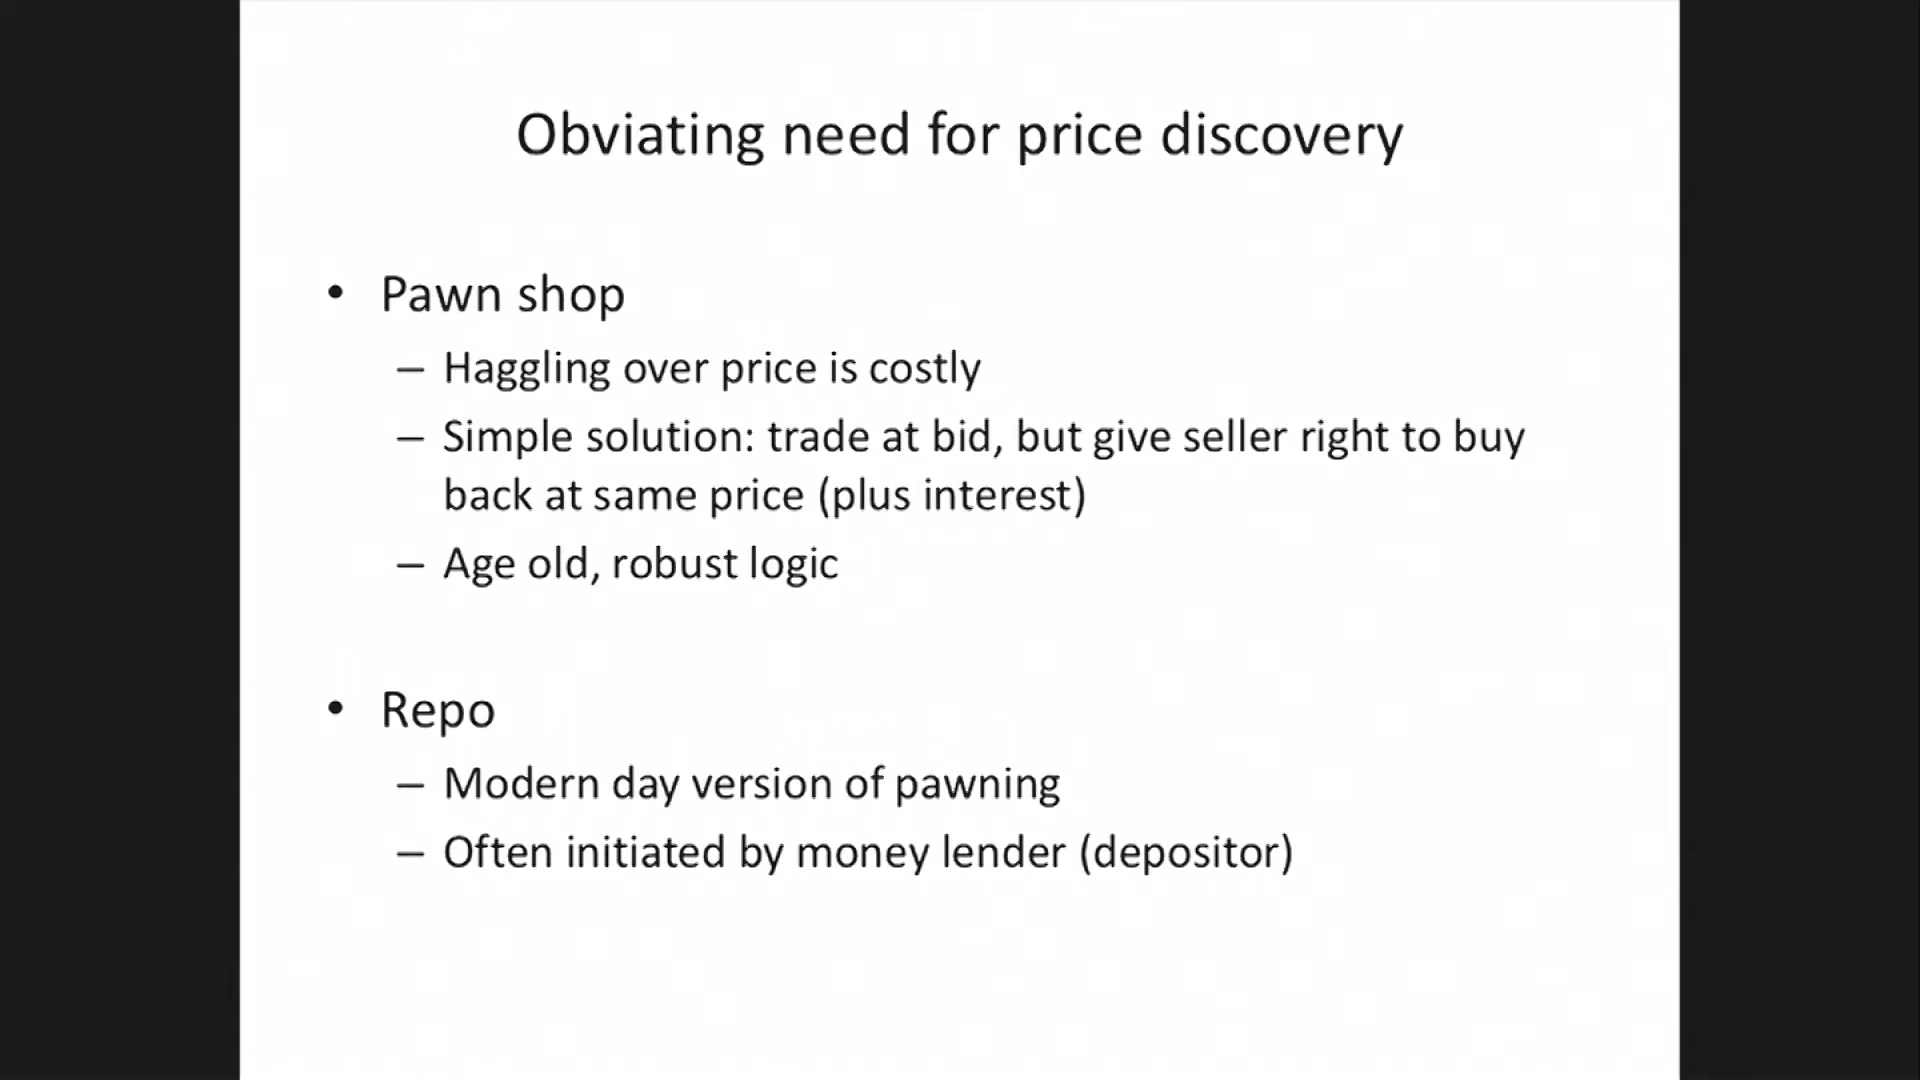 Obviating need for price discovery
• Pawn shop
– Haggling over price is costly
– Simple solution: trade at bid, but give seller right to buy
back at same price (plus interest)
– Age old, robust logic
• Repo
– Modern day version of pawning
– Often initiated by money lender (depositor)